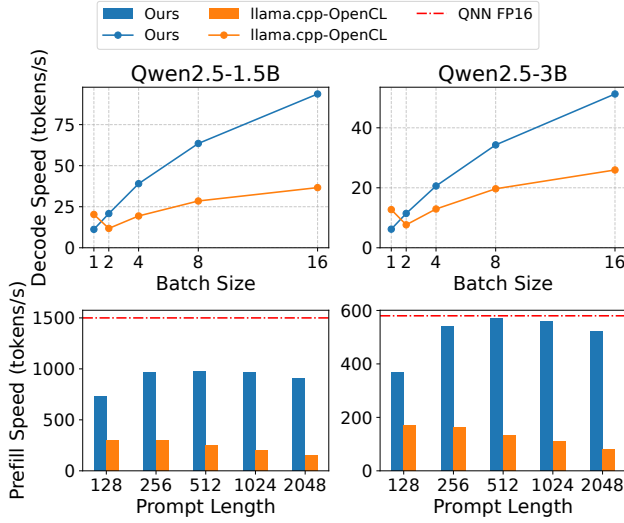 Ours
llama.cpp-OpenCL
QNN FP16
Ours
llama.cpp-OpenCL
Qwen2.5-1.5B
Decode Speed (tokens/s)
75
50
25
0
1 2 4 8 16
Batch Size
Qwen2.5-3B
40
20
0
1 2 4 8 16
Batch Size
Prefill Speed (tokens/s)
1500
1000
500
0
128 256 512 1024 2048
Prompt Length
600
400
200
0
128 256 512 1024 2048
Prompt Length